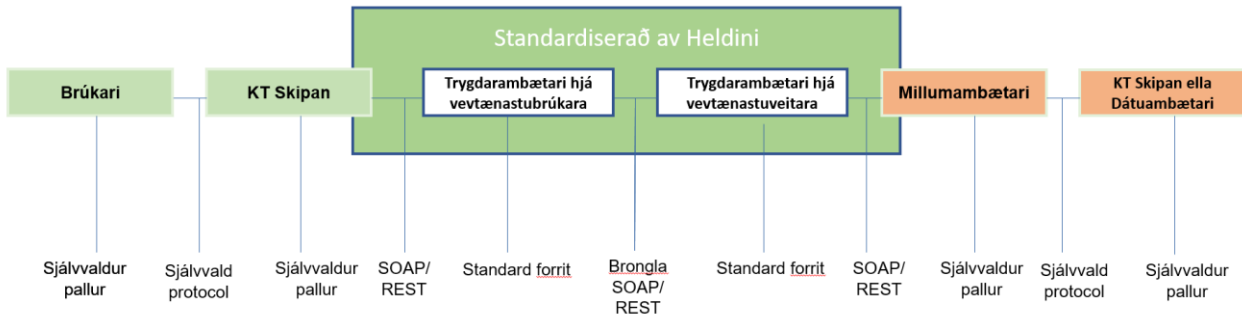 Standardiserað av Heldini
Brúkari
KT Skipan
Trygdarambætari hjá
vevtænastubrúkara
Trygdarambætari hjá
vevtænastuveitara
Millumambætari
KT Skipan ella
Dátuambætari
Sjálvvaldur
pallur
Sjálvvald
protocol
Sjálvvaldur
pallur
SOAP/
REST
Standard forrit
Brongla
SOAP/
REST
Standard forrit
SOAP/
REST
Sjálvvaldur
pallur
Sjálvvald
protocol
Sjálvvaldur
pallur